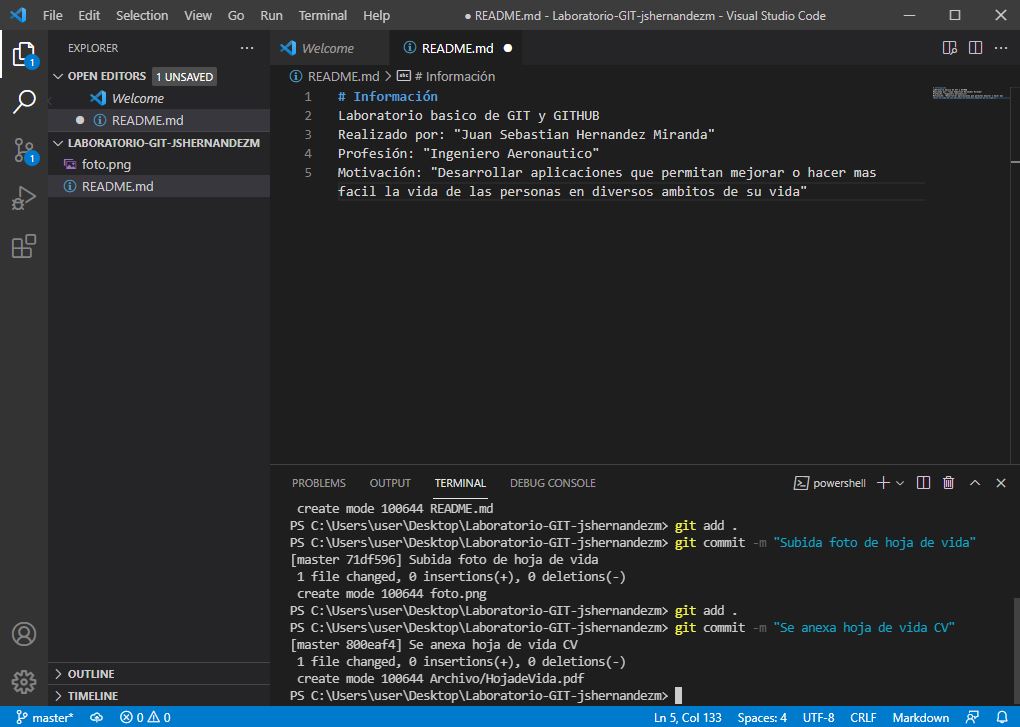 File Edit Selection View Go Run Terminal Help ● README.md - Laboratorio-GIT-jshernandezm - Visual Studio Code
EXPLORER ···
Welcome README.md ●
OPEN EDITORS 1 UNSAVED
README.md > # Información
Welcome
README.md
LABORATORIO-GIT-JSHERNANDEZM
foto.png
README.md
1
1
1 # Información
2 Laboratorio basico de GIT y GITHUB
3 Realizado por: "Juan Sebastian Hernandez Miranda"
4 Profesión: "Ingeniero Aeronautico"
5 Motivación: "Desarrollar aplicaciones que permitan mejorar o hacer mas
facil la vida de las personas en diversos ambitos de su vida"
PROBLEMS OUTPUT TERMINAL DEBUG CONSOLE powershell
create mode 100644 README.md
PS C:\Users\user\Desktop\Laboratorio-GIT-jshernandezm> git add .
PS C:\Users\user\Desktop\Laboratorio-GIT-jshernandezm> git commit -m "Subida foto de hoja de vida"
[master 71df596] Subida foto de hoja de vida
1 file changed, 0 insertions(+), 0 deletions(-)
create mode 100644 foto.png
PS C:\Users\user\Desktop\Laboratorio-GIT-jshernandezm> git add .
PS C:\Users\user\Desktop\Laboratorio-GIT-jshernandezm> git commit -m "Se anexa hoja de vida CV"
[master 800eaf4] Se anexa hoja de vida CV
1 file changed, 0 insertions(+), 0 deletions(-)
create mode 100644 Archivo/HojadeVida.pdf
PS C:\Users\user\Desktop\Laboratorio-GIT-jshernandezm>
OUTLINE
TIMELINE
master* 0 0 Ln 5, Col 133 Spaces: 4 UTF-8 CRLF Markdown